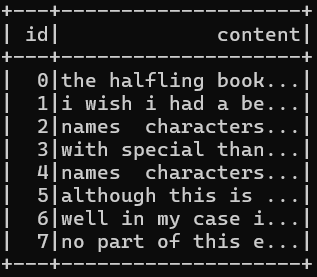 +---+--------------------+
| id|             content|
+---+--------------------+
|  0|the halfling book...|
|  1|i wish i had a be...|
|  2|names  characters...|
|  3|with special than...|
|  4|names  characters...|
|  5|although this is ...|
|  6|well in my case i...|
|  7|no part of this e...|
+---+--------------------+